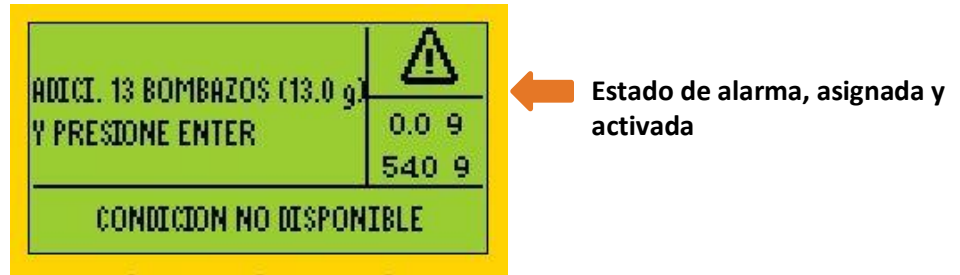 ADICI. 13 BOMBAZOS (13.0 g)
Y PRESIONE ENTER
0.0 g
540 g
CONDICION NO DISPONIBLE
Estado de alarma, asignada y
activada